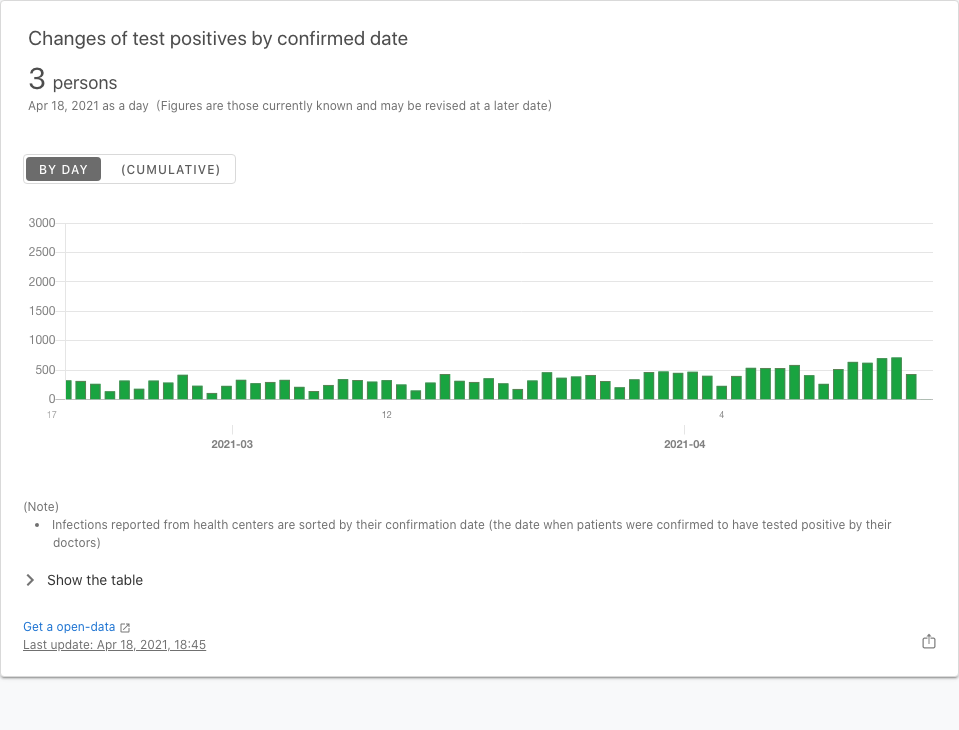 Changes of test positives by confirmed date
3 persons
Apr 18, 2021 as a day (Figures are those currently known and may be revised at a later date)
BY DAY (CUMULATIVE)
3000
2500
2000
1500
1000
500
0
17 12 4
2021-03 2021-04
(Note)
• Infections reported from health centers are sorted by their confirmation date (the date when patients were confirmed to have tested positive by their
doctors)
Show the table
Get a open-data
Last update: Apr 18, 2021, 18:45